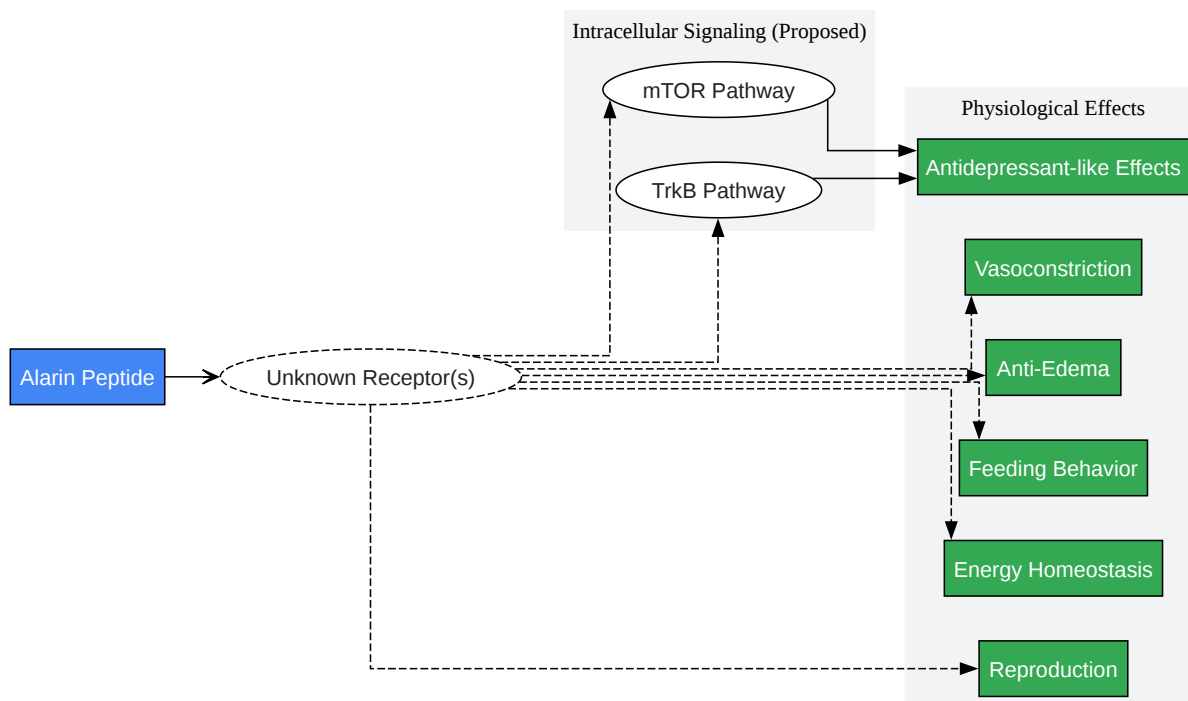 Intracellular Signaling (Proposed)
mTOR Pathway
TrkB Pathway
Physiological Effects
Antidepressant-like Effects
Vasoconstriction
Alarin Peptide
Unknown Receptor(s)
Anti-Edema
Feeding Behavior
Energy Homeostasis
Reproduction